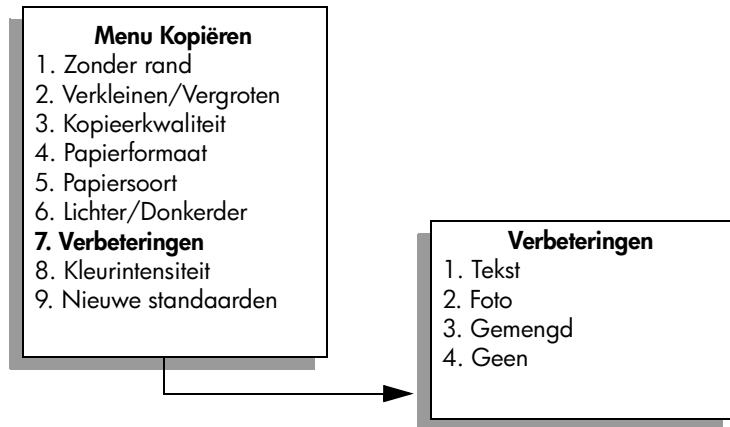 Menu Kopiëren
1. Zonder rand
2. Verkleinen/Vergroten
3. Kopieerkwaliteit
4. Papierformaat
5. Papiersoort
6. Lichter/Donkerder
7. Verbeteringen
8. Kleurintensiteit
9. Nieuwe standaarden
Verbeteringen
1. Tekst
2. Foto
3. Gemengd
4. Geen